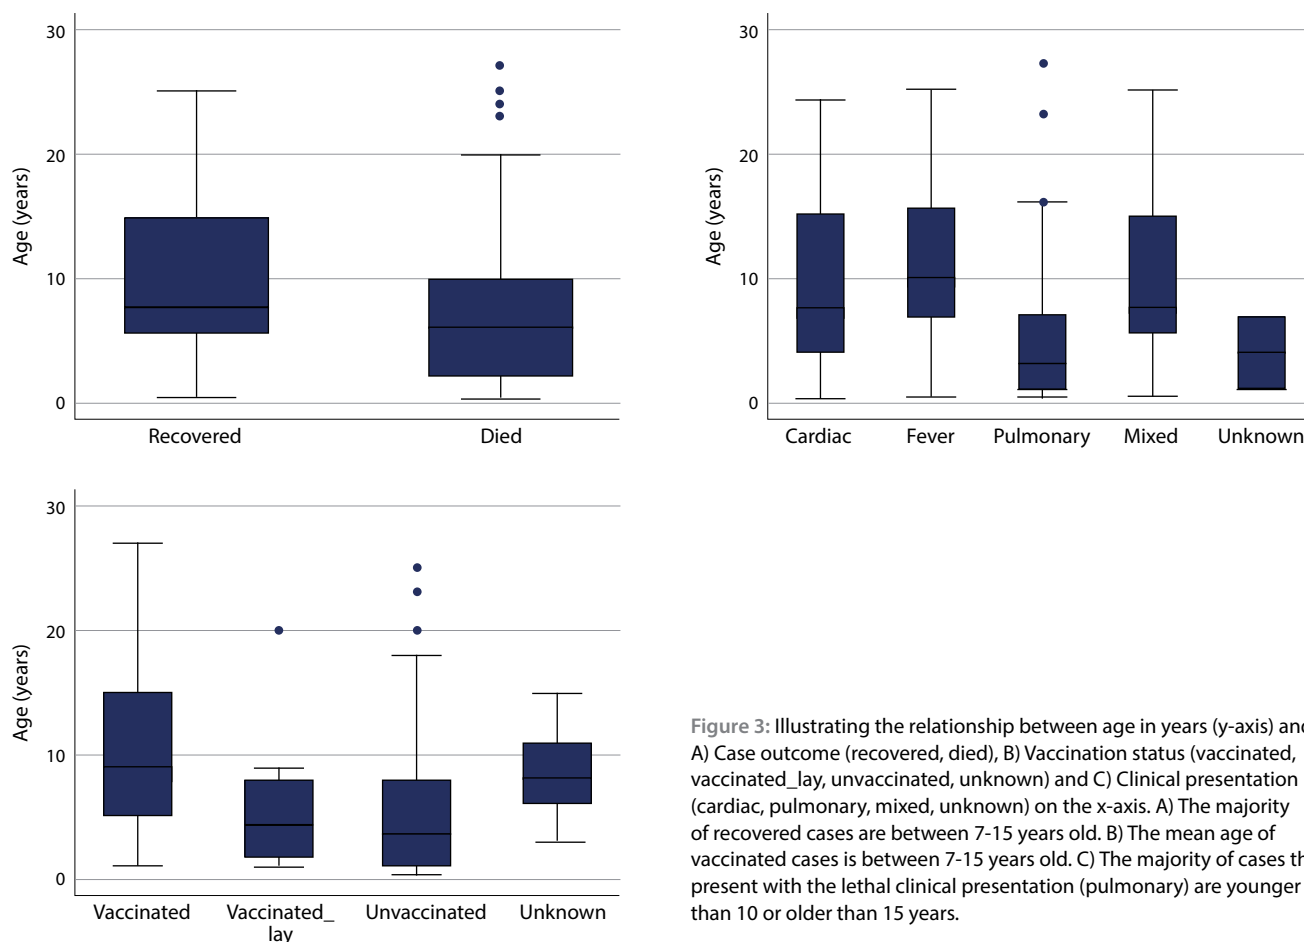 30
20
10
0
Age (years)
Recovered
Died
30
20
10
0
Age (years)
Cardiac
Fever
Pulmonary
Mixed
Unknown
30
20
10
0
Age (years)
Vaccinated
Vaccinated_
lay
Unvaccinated
Unknown
Figure 3: Illustrating the relationship between age in years (y-axis) and
A) Case outcome (recovered, died), B) Vaccination status (vaccinated,
vaccinated_lay, unvaccinated, unknown) and C) Clinical presentation
(cardiac, pulmonary, mixed, unknown) on the x-axis. A) The majority
of recovered cases are between 7-15 years old. B) The mean age of
vaccinated cases is between 7-15 years old. C) The majority of cases
present with the lethal clinical presentation (pulmonary) are younger
than 10 or older than 15 years.